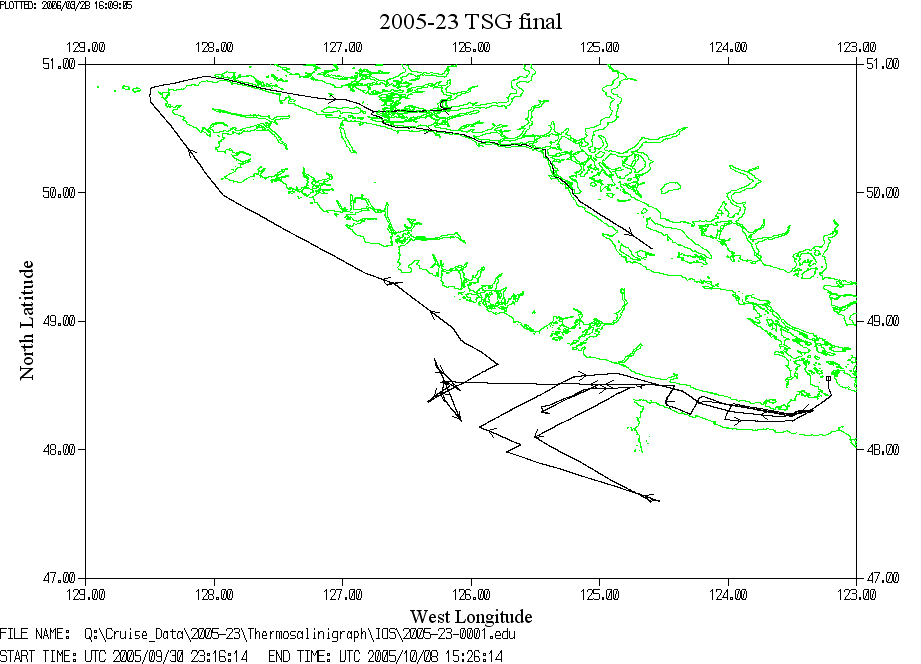 PLOTTED: 2006/03/28 16:09:05
2005-23 TSG final
129.00 128.00 127.00 126.00 125.00 124.00 123.00
51.00 51.00
50.00 50.00
49.00 49.00
48.00 48.00
47.00 47.00
North Latitude
129.00 128.00 127.00 126.00 125.00 124.00 123.00
West Longitude
FILE NAME: Q:\Cruise_Data\2005-23\Thermosalinigraph\IOS\2005-23-0001.edu
START TIME: UTC 2005/09/30 23:16:14 END TIME: UTC 2005/10/08 15:26:14